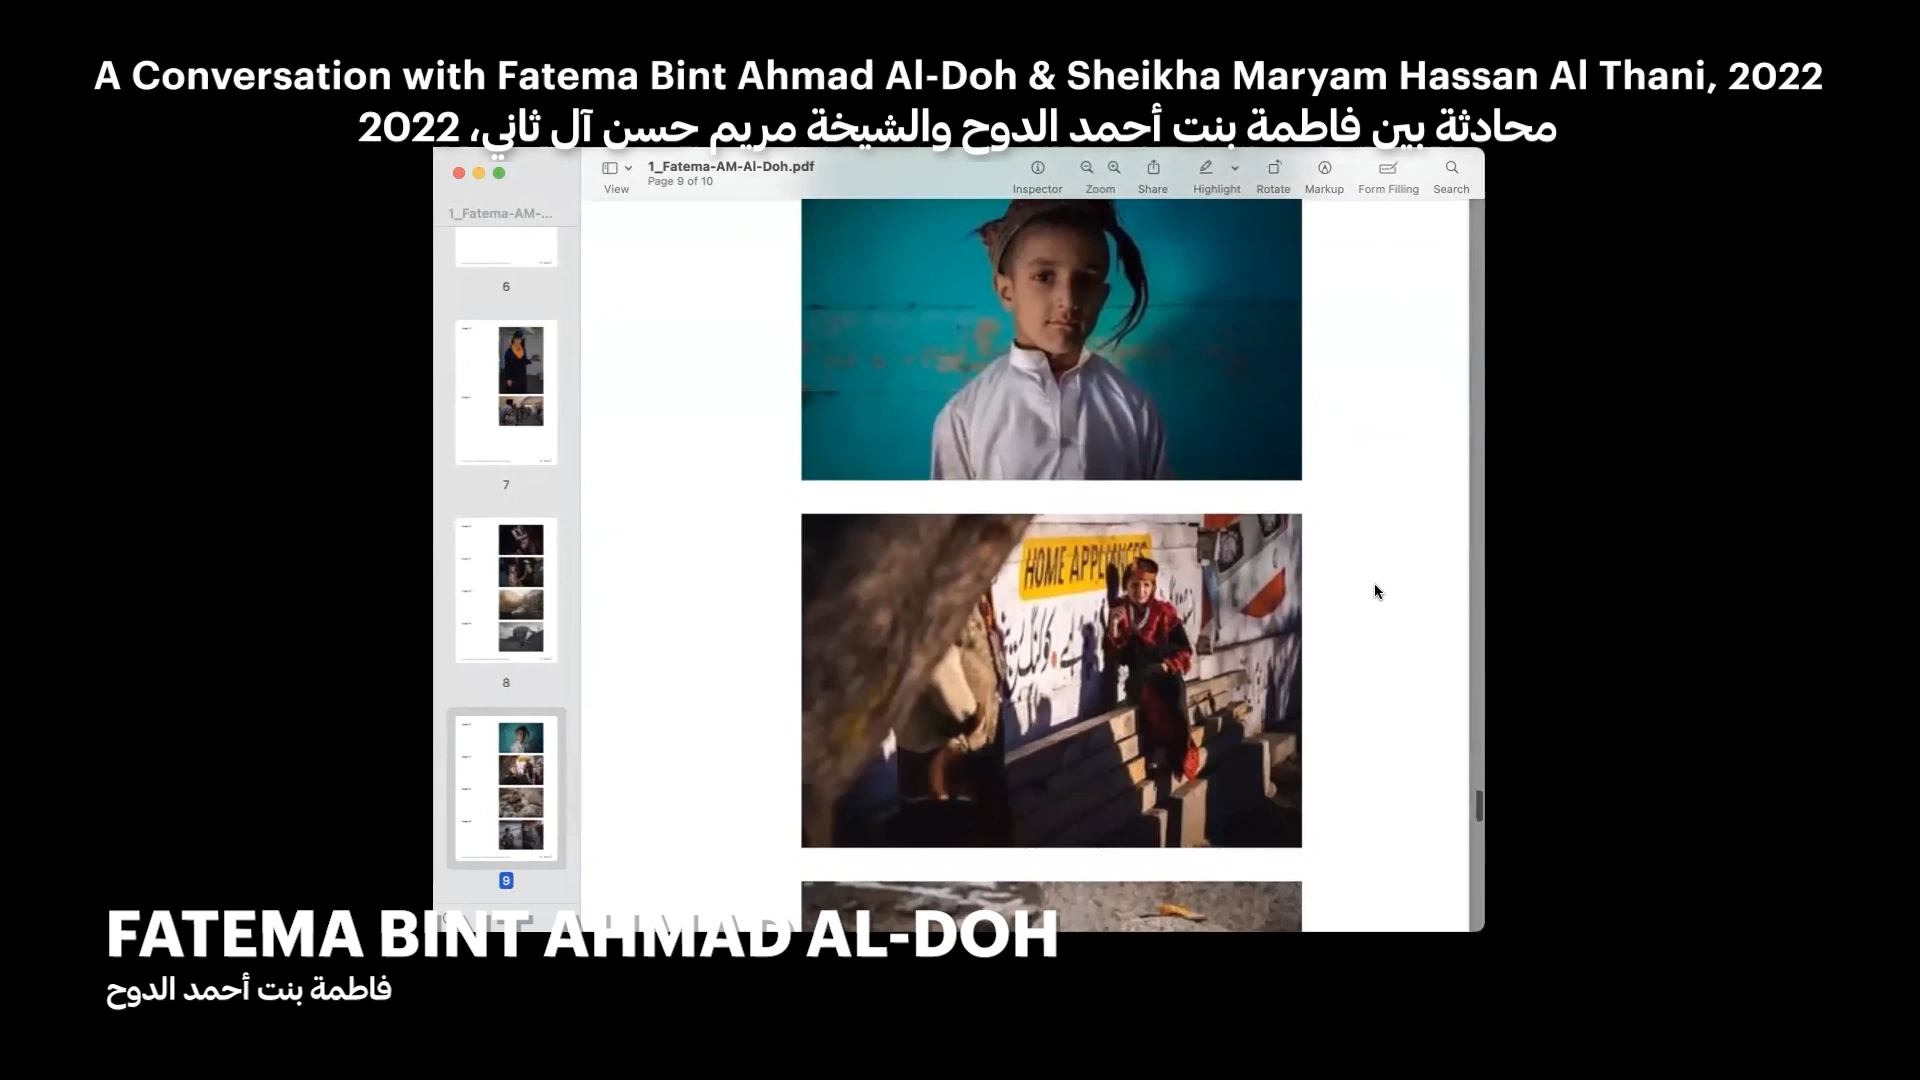 A Conversation with Fatema Bint Ahmad Al-Doh & Sheikha Maryam Hassan Al Thani, 2022
محادثة بين فاطمة بنت أحمد الدوح والشيخة مريم حسن آل ثاني، 2022
1_Fatema-AM-Al-Doh.pdf
Page 9 of 10
View
Inspector
Zoom
Share
Highlight
Rotate
Markup
Form Filling
Search
1_Fatema-AM-...
6
7
8
9
HOME APPLIANCES
FATEMA BINT AHMAD AL-DOH
فاطمة بنت أحمد الدوح